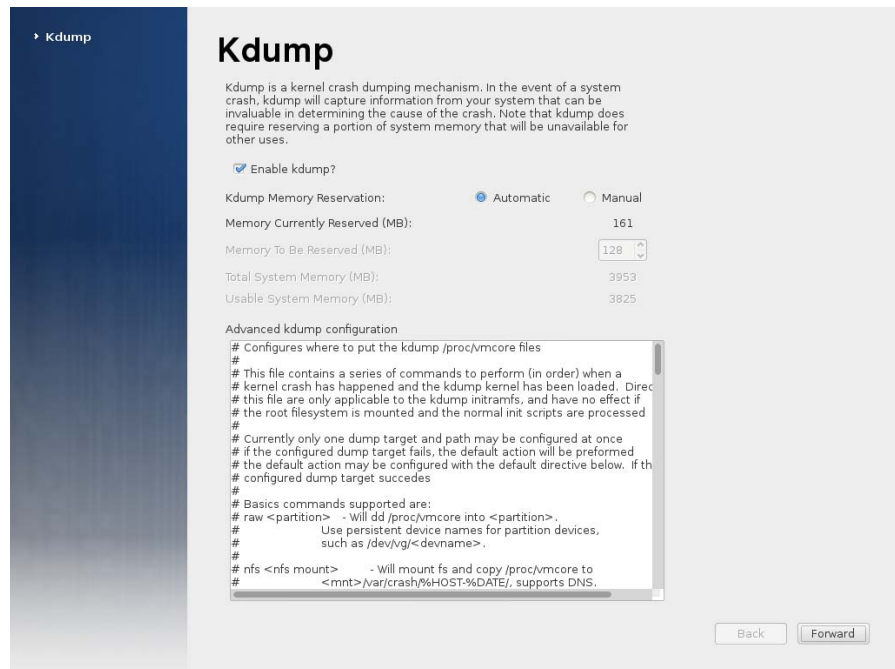 Kdump
Kdump
Kdump is a kernel crash dumping mechanism. In the event of a system
crash, kdump will capture information from your system that can be
invaluable in determining the cause of the crash. Note that kdump does
require reserving a portion of system memory that will be unavailable for
other uses.
Enable kdump?
Kdump Memory Reservation: Automatic Manual
Memory Currently Reserved (MB): 161
Memory To Be Reserved (MB): 128
Total System Memory (MB): 3953
Usable System Memory (MB): 3825
Advanced kdump configuration
# Configures where to put the kdump /proc/vmcore files
#
# This file contains a series of commands to perform (in order) when a
# kernel crash has happened and the kdump kernel has been loaded. Direc
# this file are only applicable to the kdump initramfs, and have no effect if
# the root filesystem is mounted and the normal init scripts are processed
#
# Currently only one dump target and path may be configured at once
# if the configured dump target fails, the default action will be preformed
# the default action may be configured with the default directive below. If th
# configured dump target succedes
#
# Basics commands supported are:
# raw <partition> - Will dd /proc/vmcore into <partition>.
# Use persistent device names for partition devices,
# such as /dev/vg/<devname>.
#
# nfs <nfs mount> - Will mount fs and copy /proc/vmcore to
# <mnt>/var/crash/%HOST-%DATE/, supports DNS.
Back Forward